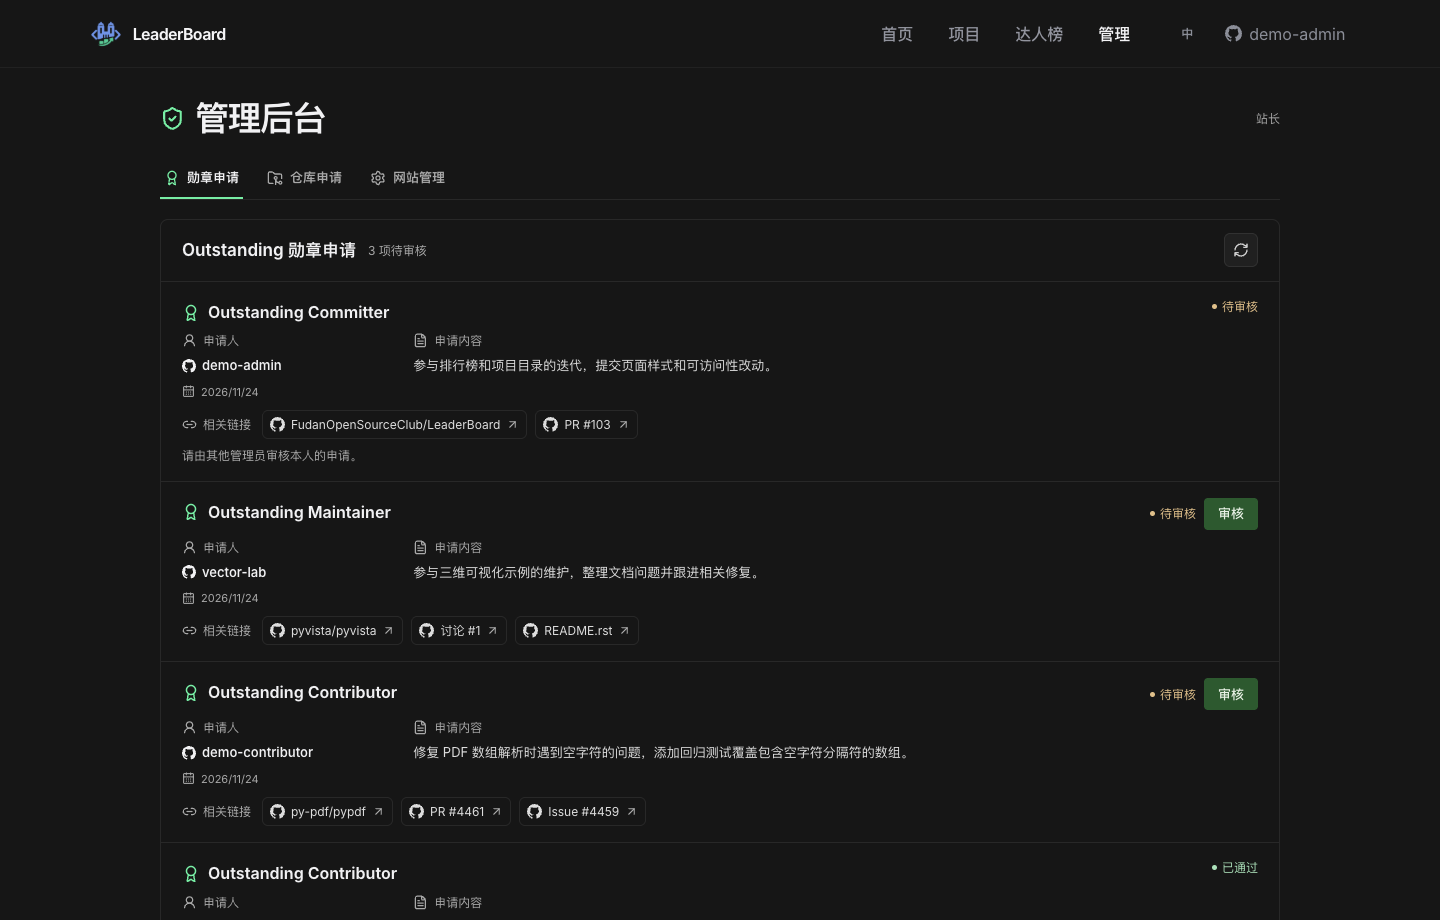 LeaderBoard
首页 项目 达人榜 管理 中 demo-admin
管理后台
站长
勋章申请 仓库申请 网站管理
Outstanding 勋章申请 3 项待审核
Outstanding Committer
待审核
申请人 申请内容
demo-admin 参与排行榜和项目目录的迭代，提交页面样式和可访问性改动。
2026/11/24
相关链接 FudanOpenSourceClub/LeaderBoard PR #103
请由其他管理员审核本人的申请。
Outstanding Maintainer
待审核 审核
申请人 申请内容
vector-lab 参与三维可视化示例的维护，整理文档问题并跟进相关修复。
2026/11/24
相关链接 pyvista/pyvista 讨论 #1 README.rst
Outstanding Contributor
待审核 审核
申请人 申请内容
demo-contributor 修复 PDF 数组解析时遇到空字符的问题，添加回归测试覆盖包含空字符分隔符的数组。
2026/11/24
相关链接 py-pdf/pypdf PR #4461 Issue #4459
Outstanding Contributor
已通过
申请人 申请内容